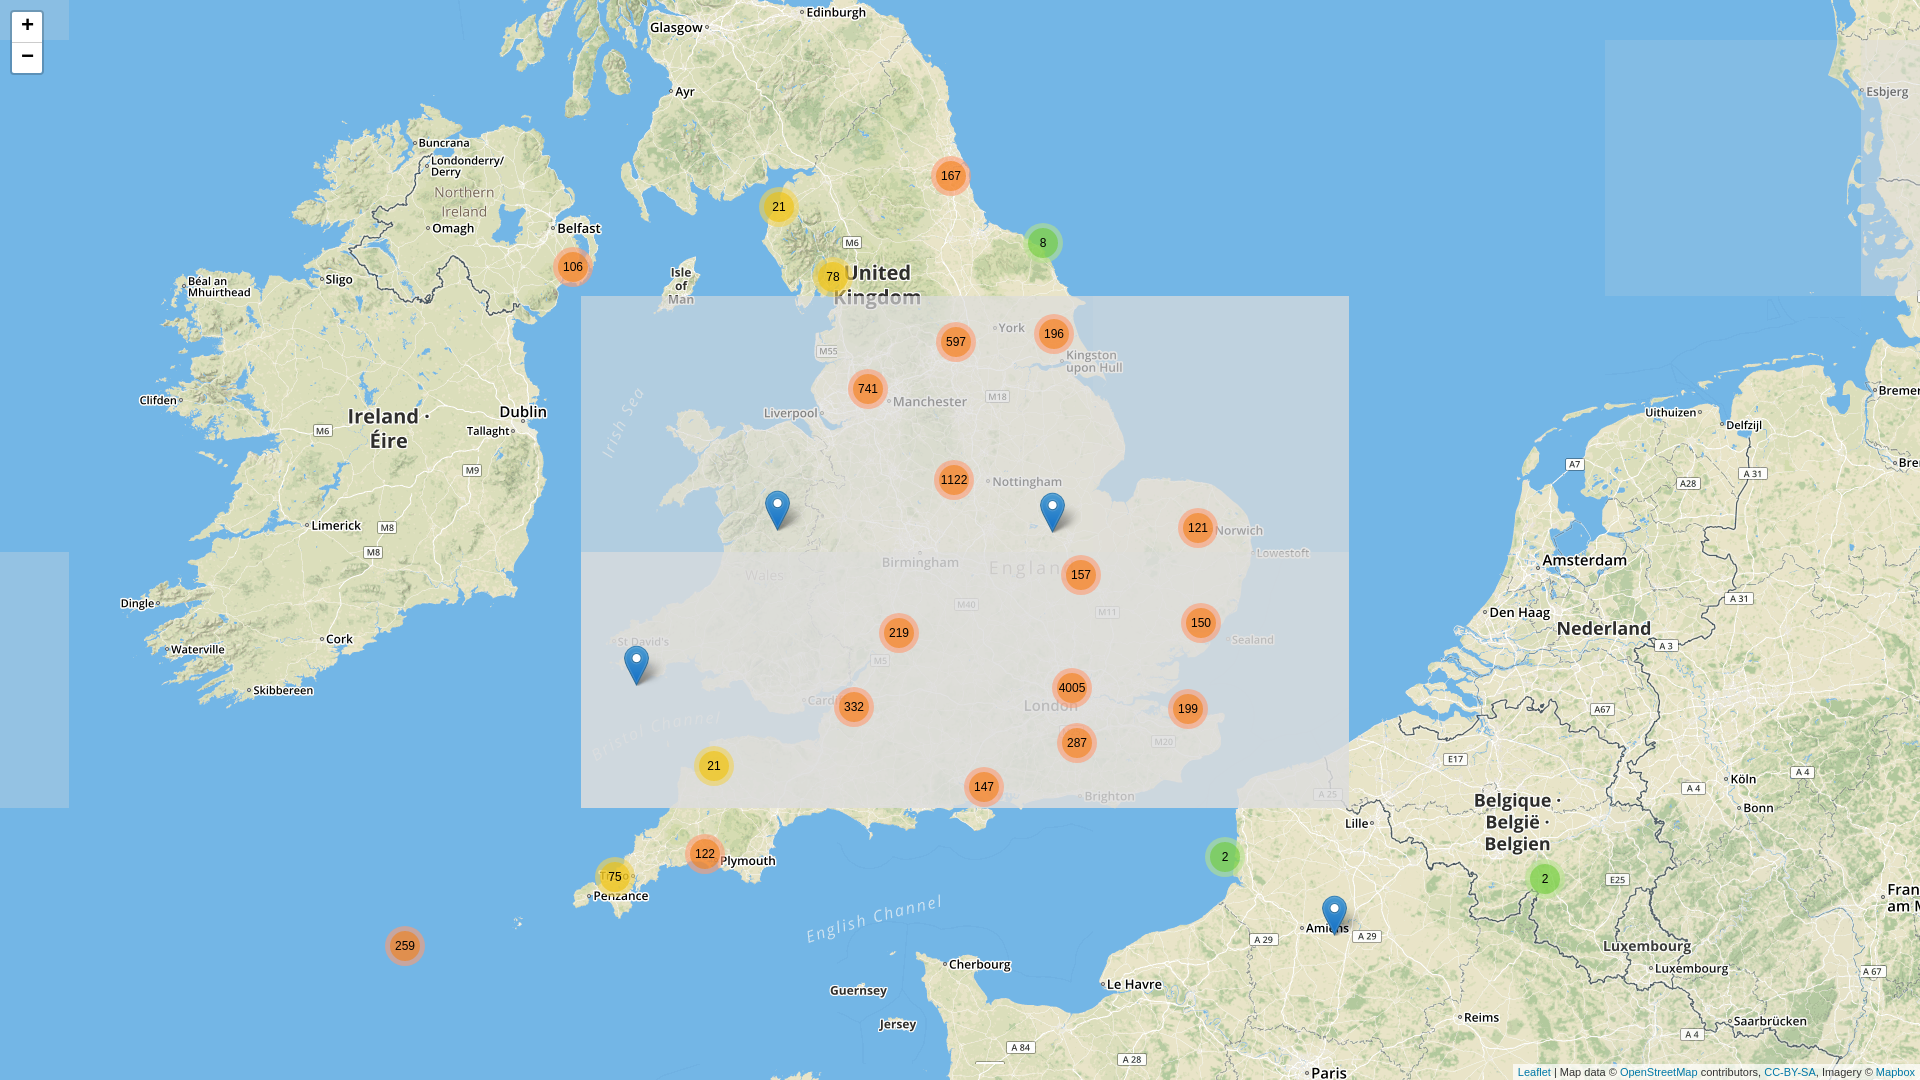 +
−
Edinburgh
Glasgow
Ayr
Esbjerg
Buncrana
Londonderry/
Derry
Northern
Ireland
Omagh
Belfast
167
21
8
M6
106
78
United
Kingdom
Isle
of
Man
Sligo
Béal an
Mhuirthead
York
196
597
M55
Kingston
upon Hull
741
Manchester
M18
Liverpool
Irish Sea
Clifden
Ireland ·
Éire
Dublin
Tallaght
M6
M9
Uithuizen
Delfzijl
A7
A 31
A28
1122
Nottingham
Limerick
M8
M8
121
Norwich
Lowestoft
Birmingham
Wales
157
Amsterdam
Dingle
M40
M11
A 31
Den Haag
Nederland
150
Sealand
219
Cork
Waterville
St David's
M5
A 3
Skibbereen
4005
London
332
199
A67
Bristol Channel
287
M20
E17
21
147
Brighton
A 25
A 4
Köln
A 4
Bonn
Belgique ·
België ·
Belgien
Lille
122
Plymouth
2
75
Penzance
2
E25
English Channel
Amiens
A 29
A 29
259
Luxembourg
Luxembourg
A 67
Cherbourg
Le Havre
Guernsey
Jersey
Reims
Saarbrücken
A 84
A 28
A 4
Paris
Leaflet | Map data © OpenStreetMap contributors, CC-BY-SA, Imagery © Mapbox